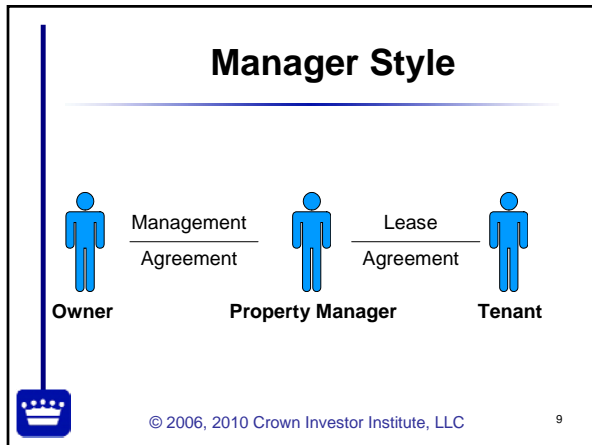 Manager Style
Management
Agreement
Lease
Agreement
Owner
Property Manager
Tenant
© 2006, 2010 Crown Investor Institute, LLC
9